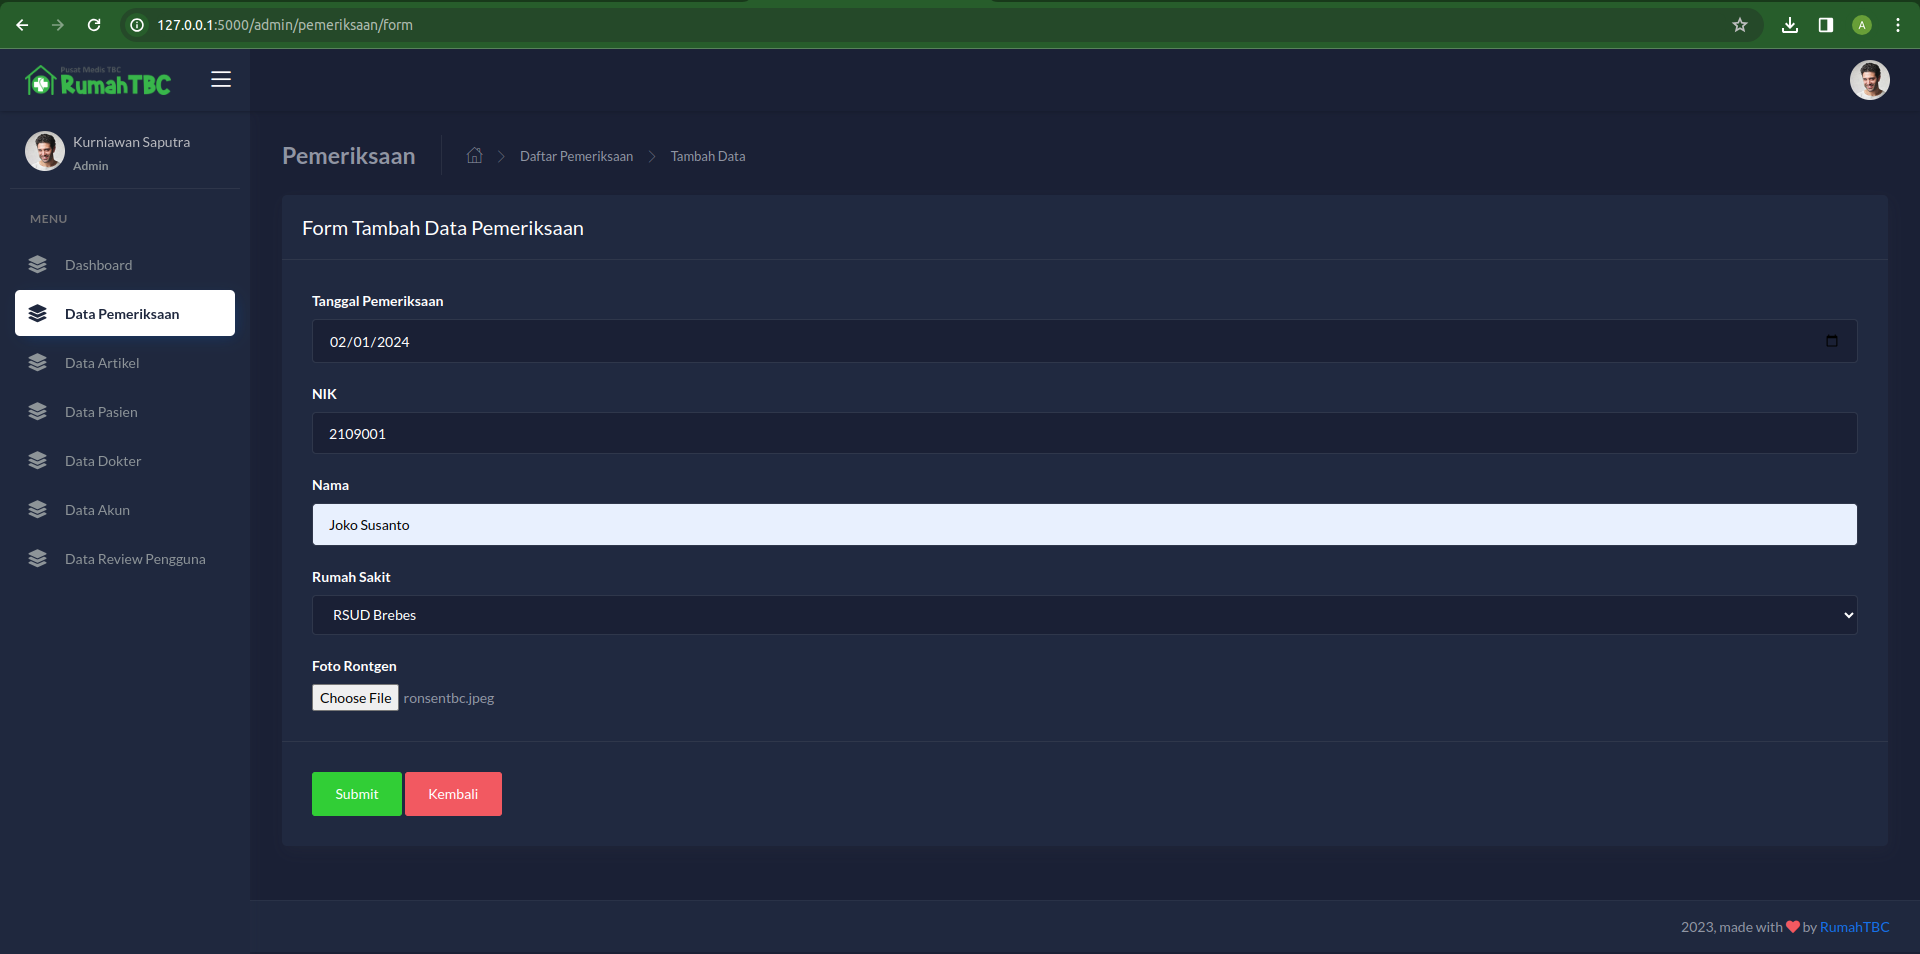 127.0.0.1:5000/admin/pemeriksaan/form
A
Pusat Medis TBC
RumahTBC
Kurniawan Saputra
Admin
MENU
Dashboard
Data Pemeriksaan
Data Artikel
Data Pasien
Data Dokter
Data Akun
Data Review Pengguna
Pemeriksaan
Daftar Pemeriksaan
Tambah Data
Form Tambah Data Pemeriksaan
Tanggal Pemeriksaan
02/01/2024
NIK
2109001
Nama
Joko Susanto
Rumah Sakit
RSUD Brebes
Foto Rontgen
Choose File ronsentbc.jpeg
Submit
Kembali
2023, made with ❤ by RumahTBC